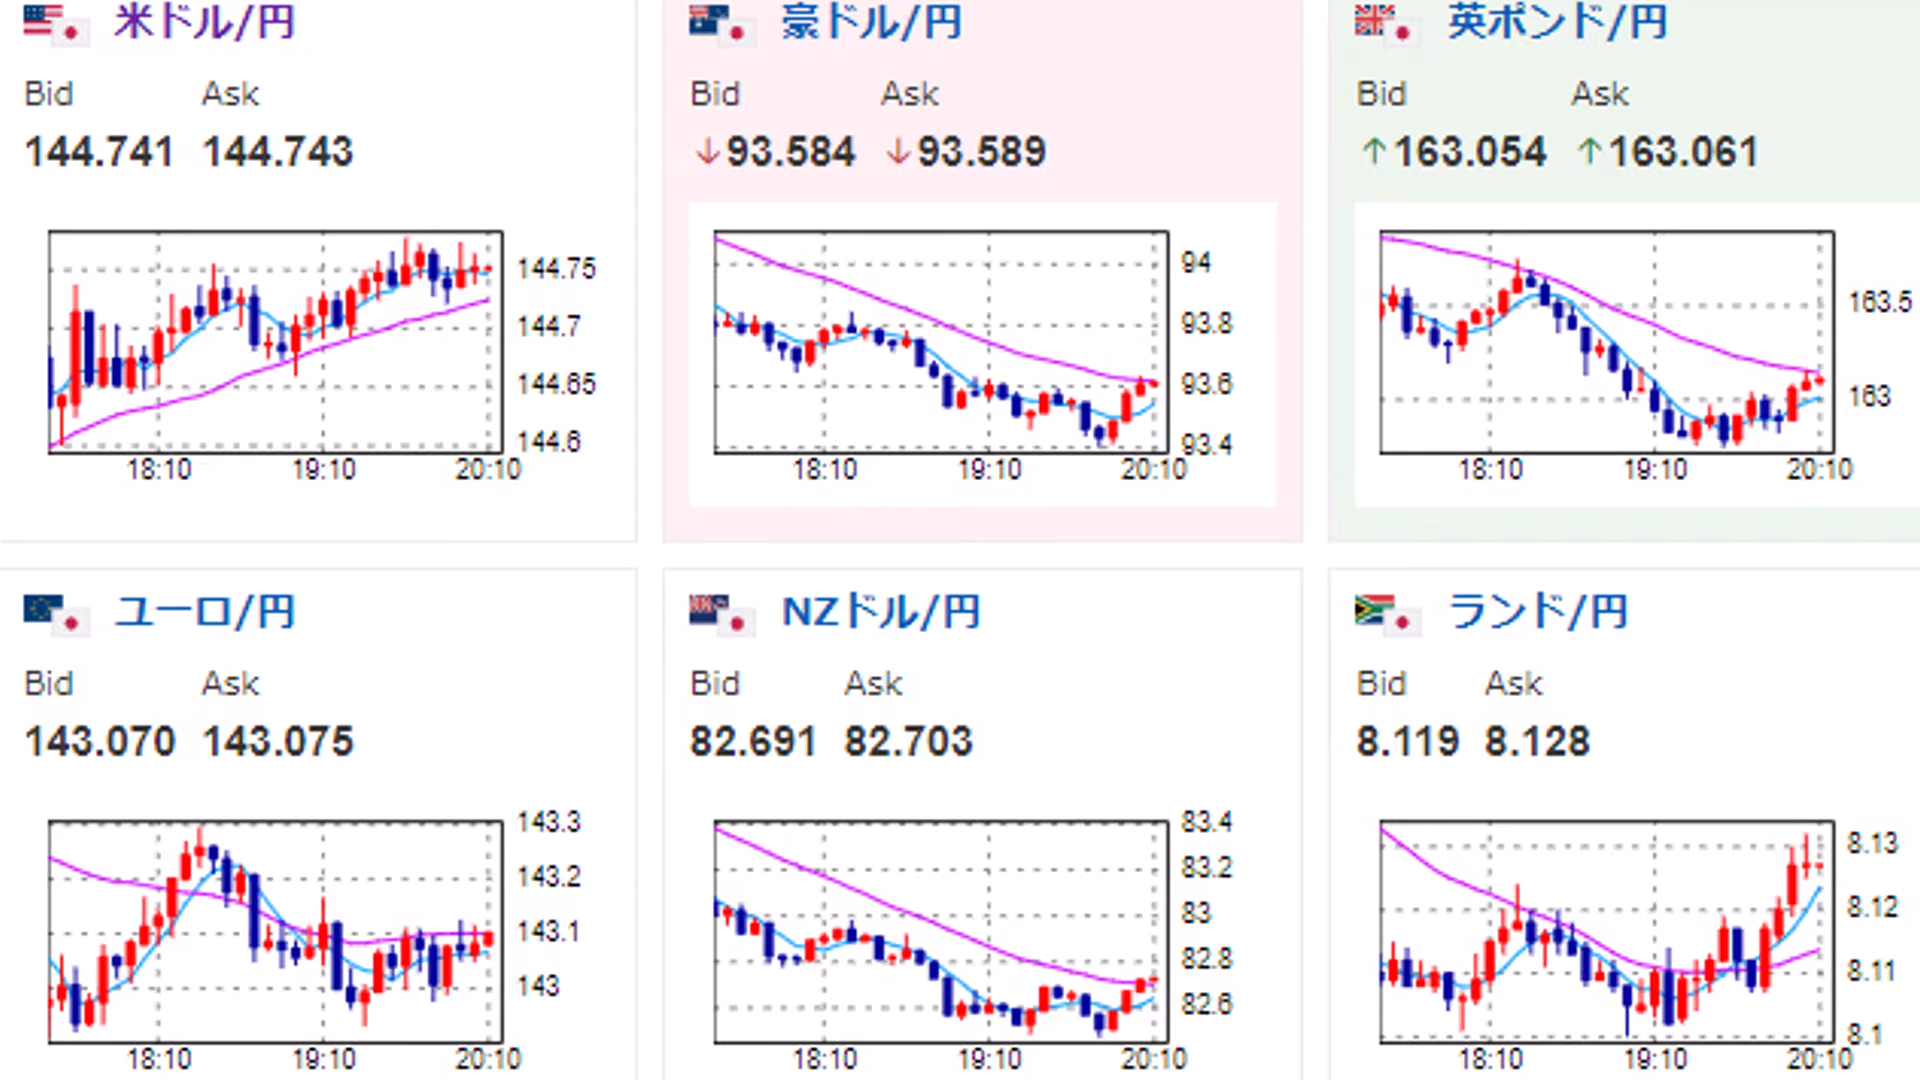 米ドル/円
Bid Ask
144.741 144.743
144.75
144.7
144.65
144.6
18:10 19:10 20:10
豪ドル/円
Bid Ask
↓93.584 ↓93.589
94
93.8
93.6
93.4
18:10 19:10 20:10
英ポンド/円
Bid Ask
↑163.054 ↑163.061
163.5
163
18:10 19:10 20:10
ユーロ/円
Bid Ask
143.070 143.075
143.3
143.2
143.1
143
18:10 19:10 20:10
NZドル/円
Bid Ask
82.691 82.703
83.4
83.2
83
82.8
82.6
18:10 19:10 20:10
ランド/円
Bid Ask
8.119 8.128
8.13
8.12
8.11
8.1
18:10 19:10 20:10